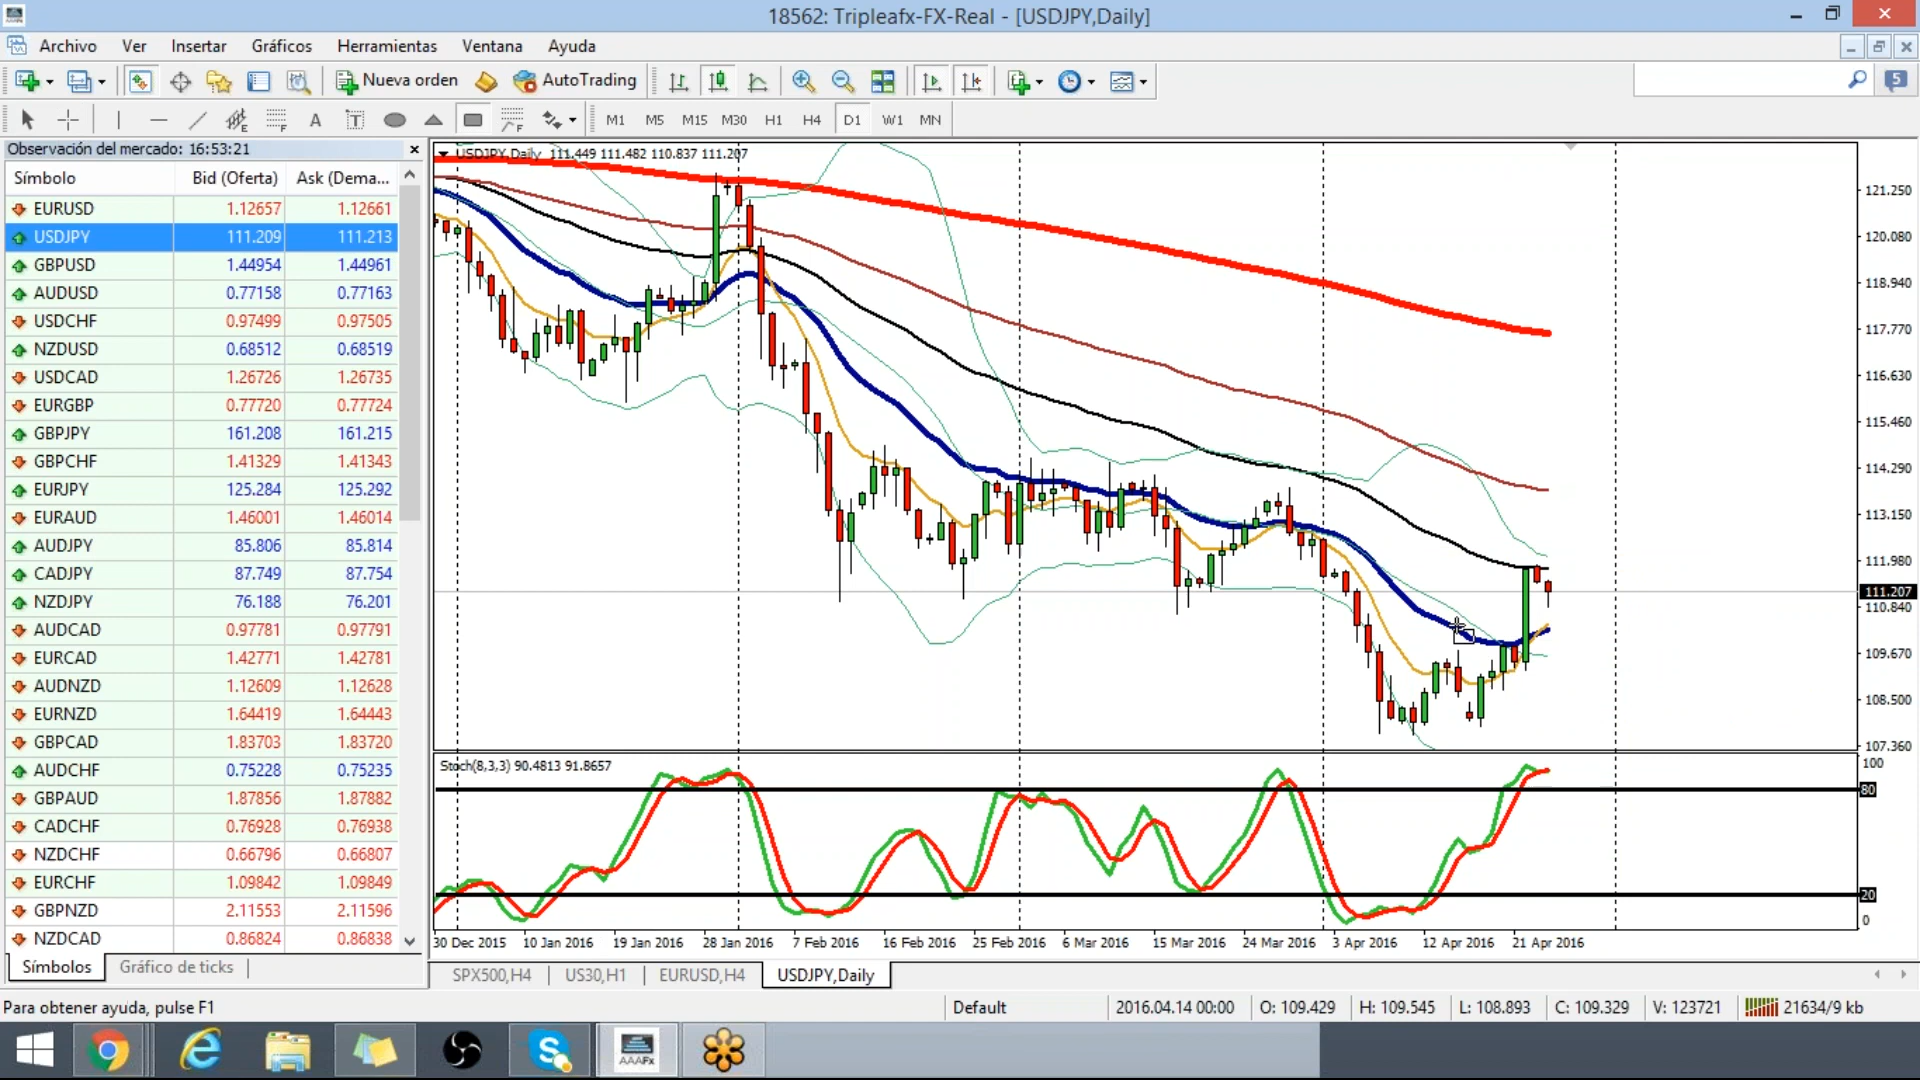 18562: Tripleafx-FX-Real - [USDJPY,Daily]
Archivo Ver Insertar Gráficos Herramientas Ventana Ayuda
Nueva orden AutoTrading 5
A T F F M1 M5 M15 M30 H1 H4 D1 W1 MN
Observación del mercado: 16:53:21
Símbolo Bid (Oferta) Ask (Dema...
EURUSD 1.12657 1.12661
USDJPY 111.209 111.213
GBPUSD 1.44954 1.44961
AUDUSD 0.77158 0.77163
USDCHF 0.97499 0.97505
NZDUSD 0.68512 0.68519
USDCAD 1.26726 1.26735
EURGBP 0.77720 0.77724
GBPJPY 161.208 161.215
GBPCHF 1.41329 1.41343
EURJPY 125.284 125.292
EURAUD 1.46001 1.46014
AUDJPY 85.806 85.814
CADJPY 87.749 87.754
NZDJPY 76.188 76.201
AUDCAD 0.97781 0.97791
EURCAD 1.42771 1.42781
AUDNZD 1.12609 1.12628
EURNZD 1.64419 1.64443
GBPCAD 1.83703 1.83720
AUDCHF 0.75228 0.75235
GBPAUD 1.87856 1.87882
CADCHF 0.76928 0.76938
NZDCHF 0.66796 0.66807
EURCHF 1.09842 1.09849
GBPNZD 2.11553 2.11596
NZDCAD 0.86824 0.86838
Símbolos Gráfico de ticks
USDJPY,Daily 111.449 111.482 110.837 111.207
121.250
120.080
118.940
117.770
116.630
115.460
114.290
113.150
111.980
111.207
110.840
109.670
108.500
107.360
Stoch(8,3,3) 90.4813 91.8657
100
80
20
0
30 Dec 2015 10 Jan 2016 19 Jan 2016 28 Jan 2016 7 Feb 2016 16 Feb 2016 25 Feb 2016 6 Mar 2016 15 Mar 2016 24 Mar 2016 3 Apr 2016 12 Apr 2016 21 Apr 2016
SPX500,H4 US30,H1 EURUSD,H4 USDJPY,Daily
Para obtener ayuda, pulse F1 Default 2016.04.14 00:00 O: 109.429 H: 109.545 L: 108.893 C: 109.329 V: 123721 21634/9 kb
AAAFx